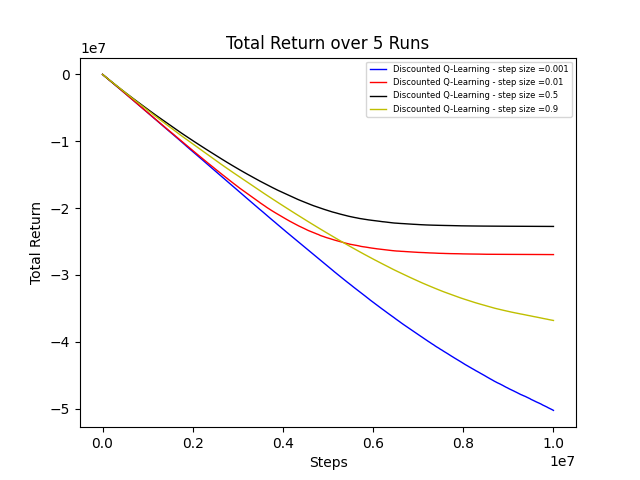 Total Return over 5 Runs
1e7
Discounted Q-Learning - step size =0.001
Discounted Q-Learning - step size =0.01
Discounted Q-Learning - step size =0.5
Discounted Q-Learning - step size =0.9
0
−1
−2
−3
−4
−5
Total Return
0.0 0.2 0.4 0.6 0.8 1.0
Steps
1e7